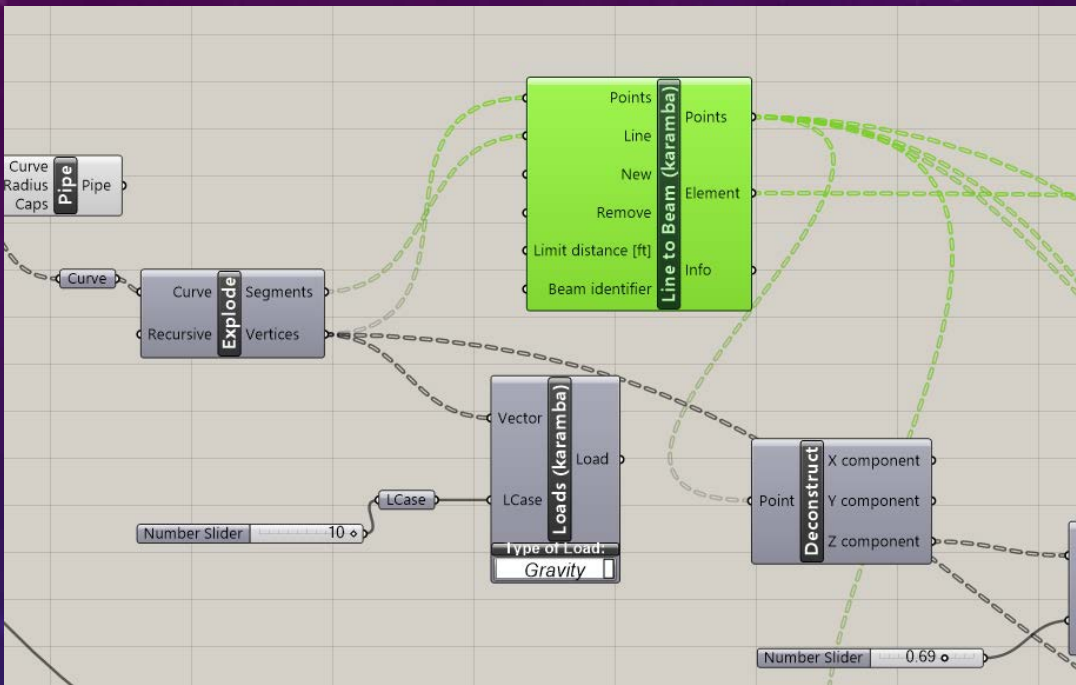 Curve
Radius
Caps
Pipe
Pipe
Curve
Curve
Recursive
Explode
Segments
Vertices
Points
Line
New
Remove
Limit distance [ft]
Beam identifier
Line to Beam (karamba)
Points
Element
Info
Vector
LCase
Loads (karamba)
Load
Type of Load:
Gravity
LCase
Number Slider
10
Point
Deconstruct
X component
Y component
Z component
Number Slider
0.69